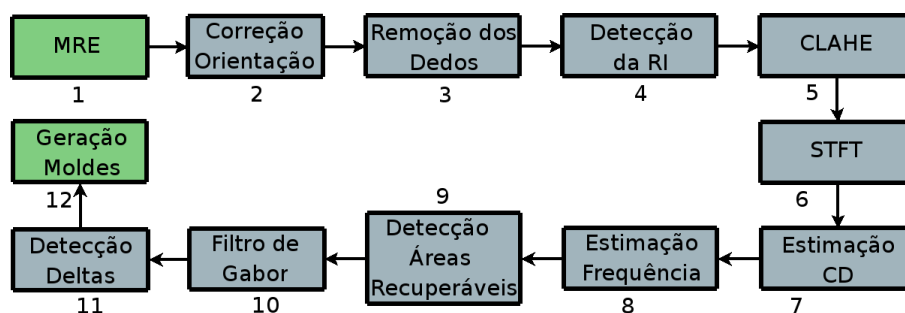 MRE
1
Correção
Orientação
2
Remoção dos
Dedos
3
Detecção
da RI
4
CLAHE
5
STFT
6
Estimação
CD
7
Estimação
Frequência
8
9
Detecção
Áreas
Recuperáveis
Filtro de
Gabor
10
Detecção
Deltas
11
Geração
Moldes
12